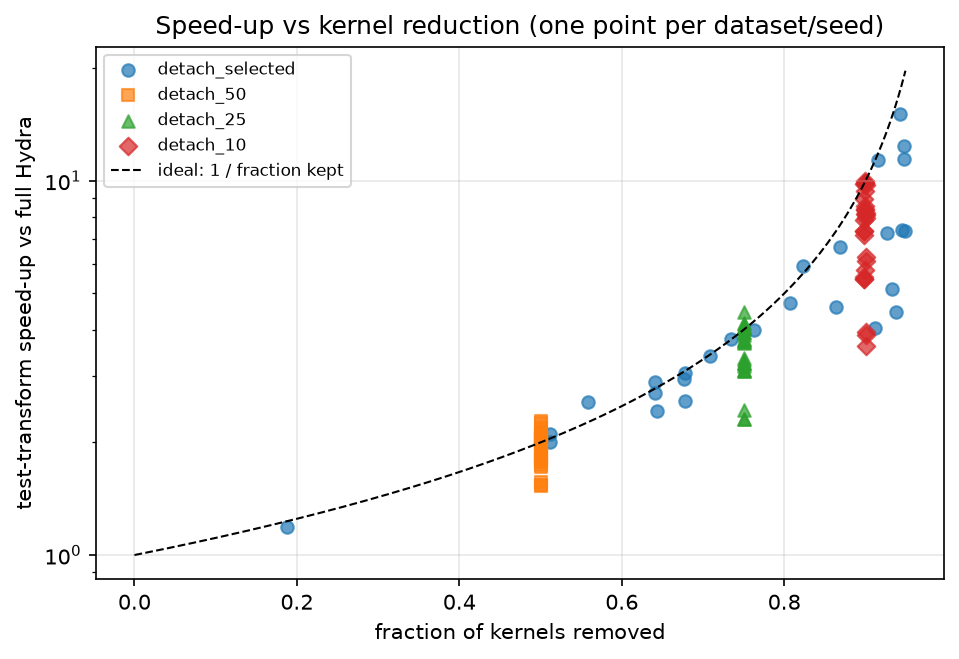 Speed-up vs kernel reduction (one point per dataset/seed)
detach_selected
detach_50
detach_25
detach_10
ideal: 1 / fraction kept
test-transform speed-up vs full Hydra
10¹
10⁰
0.0 0.2 0.4 0.6 0.8
fraction of kernels removed